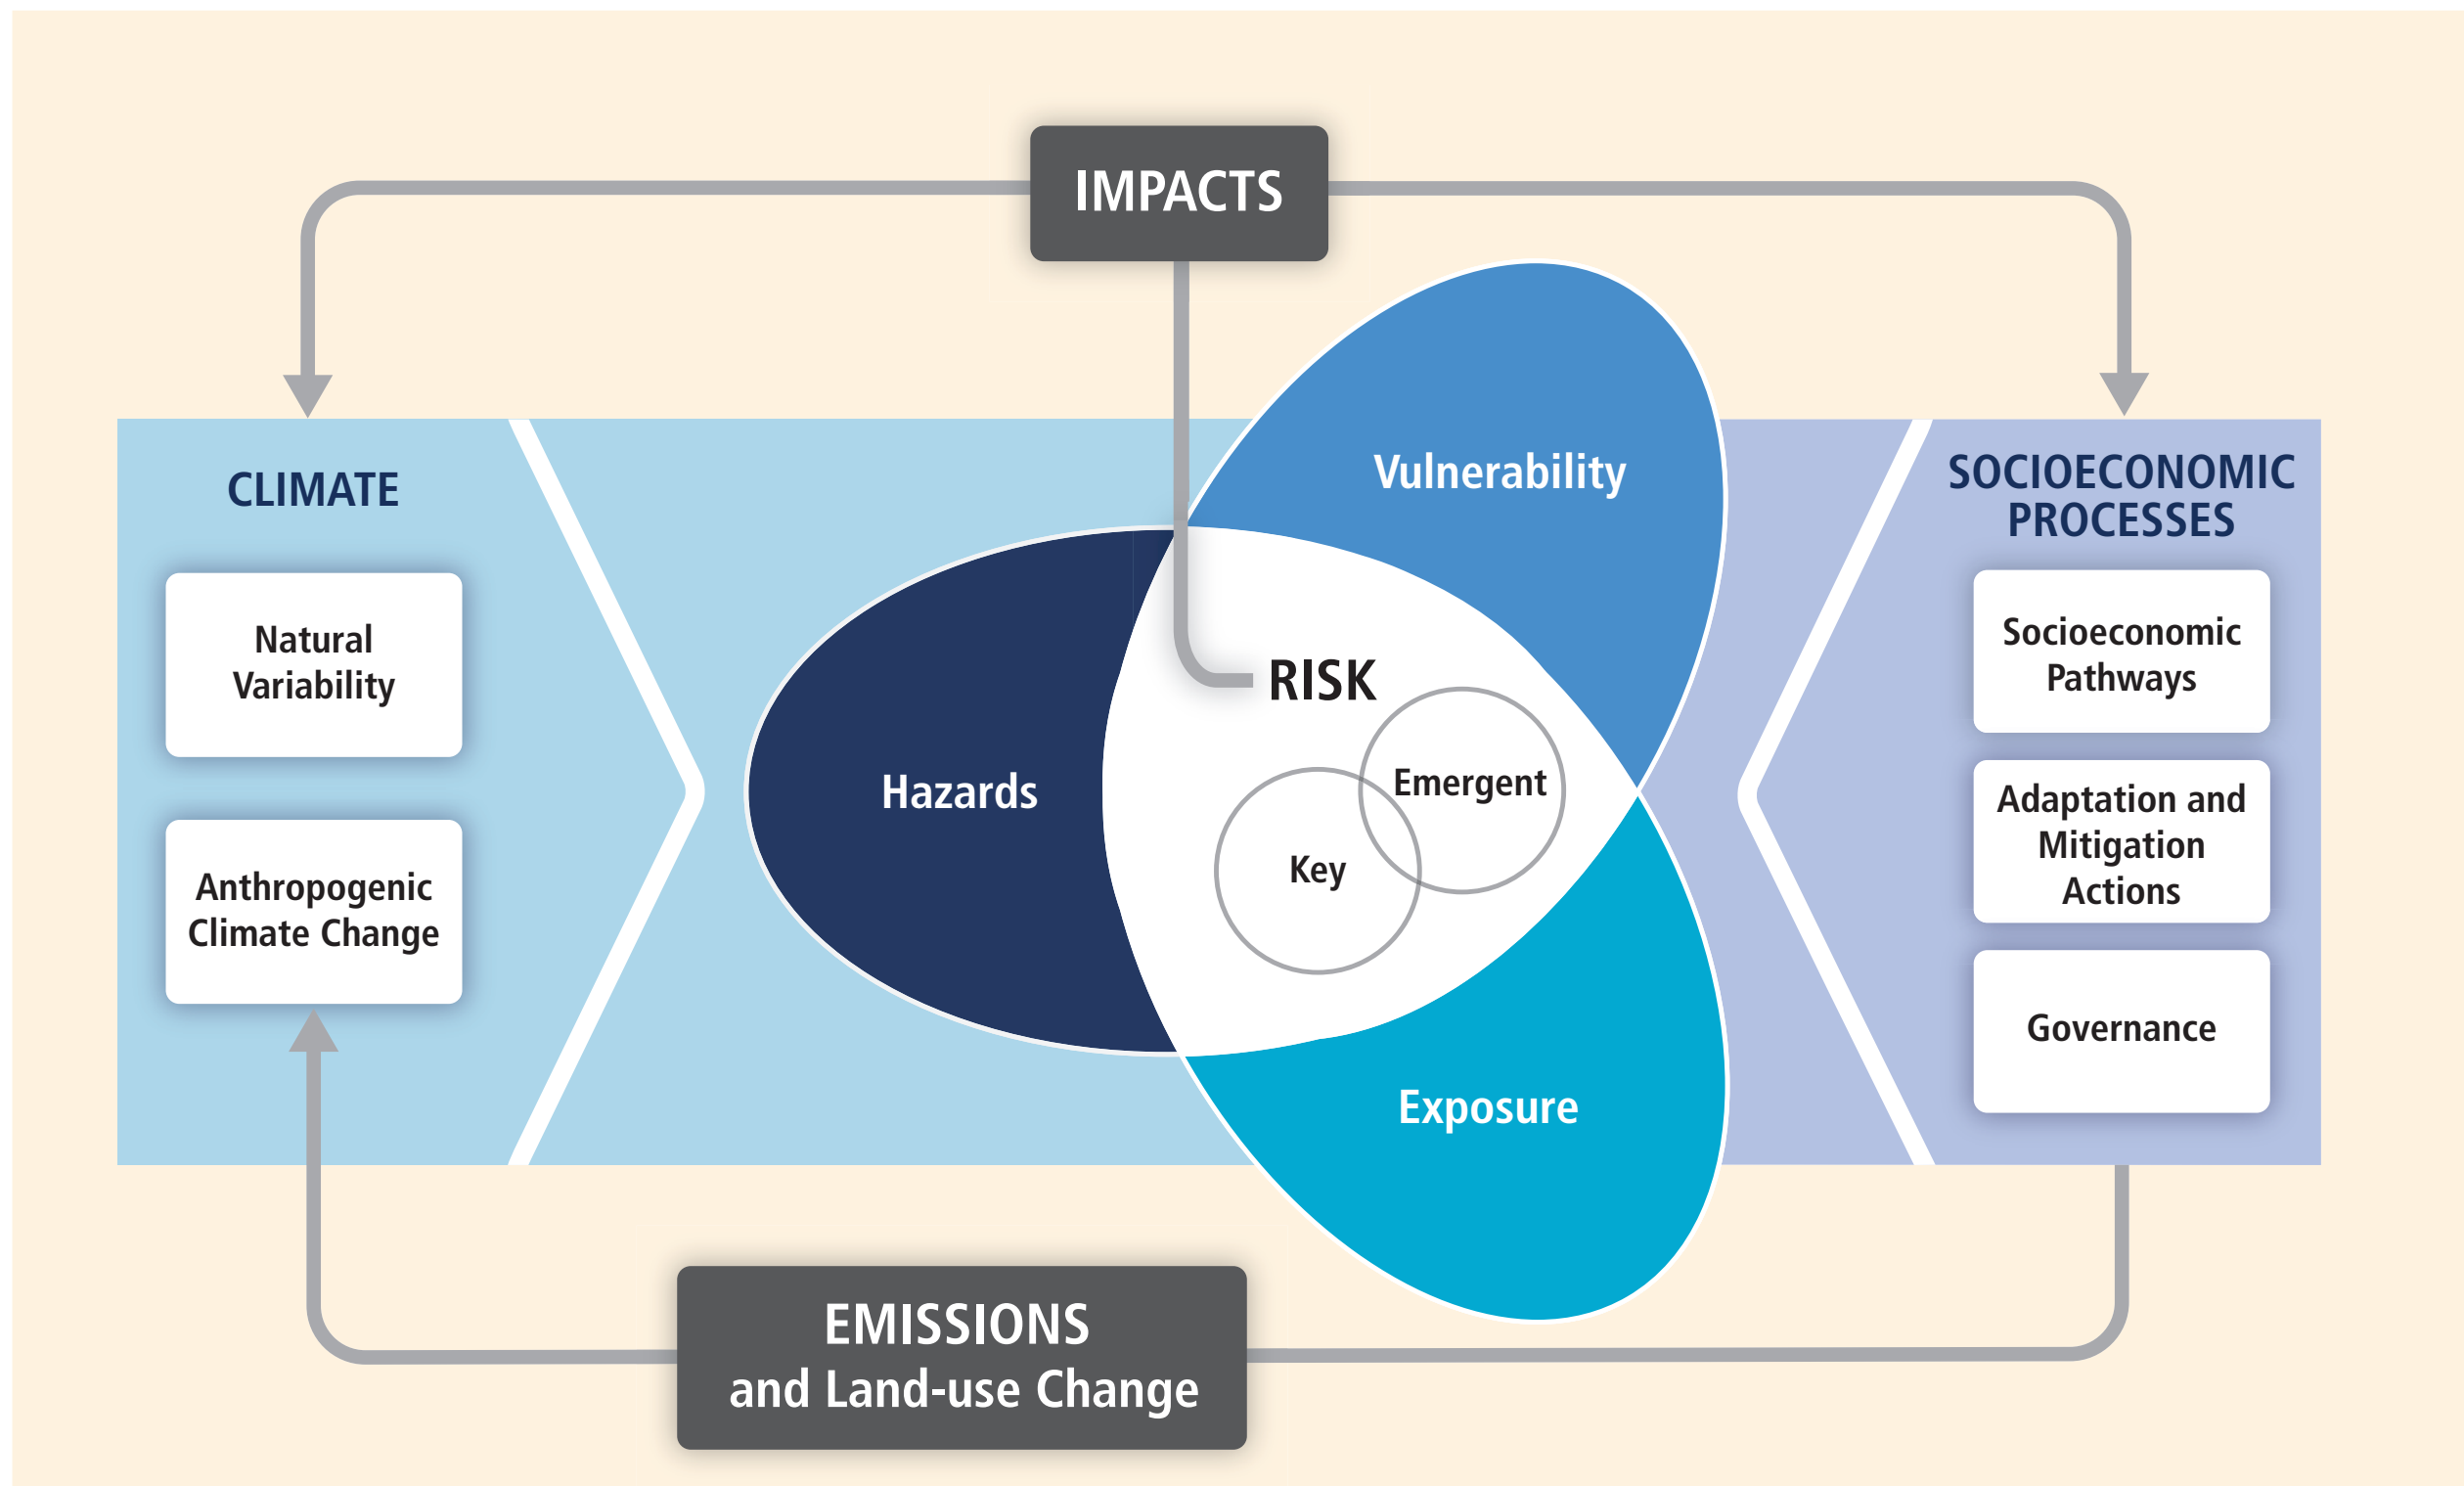 IMPACTS
CLIMATE
Natural
Variability
Anthropogenic
Climate Change
Vulnerability
Hazards
RISK
Emergent
Key
Exposure
SOCIOECONOMIC
PROCESSES
Socioeconomic
Pathways
Adaptation and
Mitigation
Actions
Governance
EMISSIONS
and Land-use Change